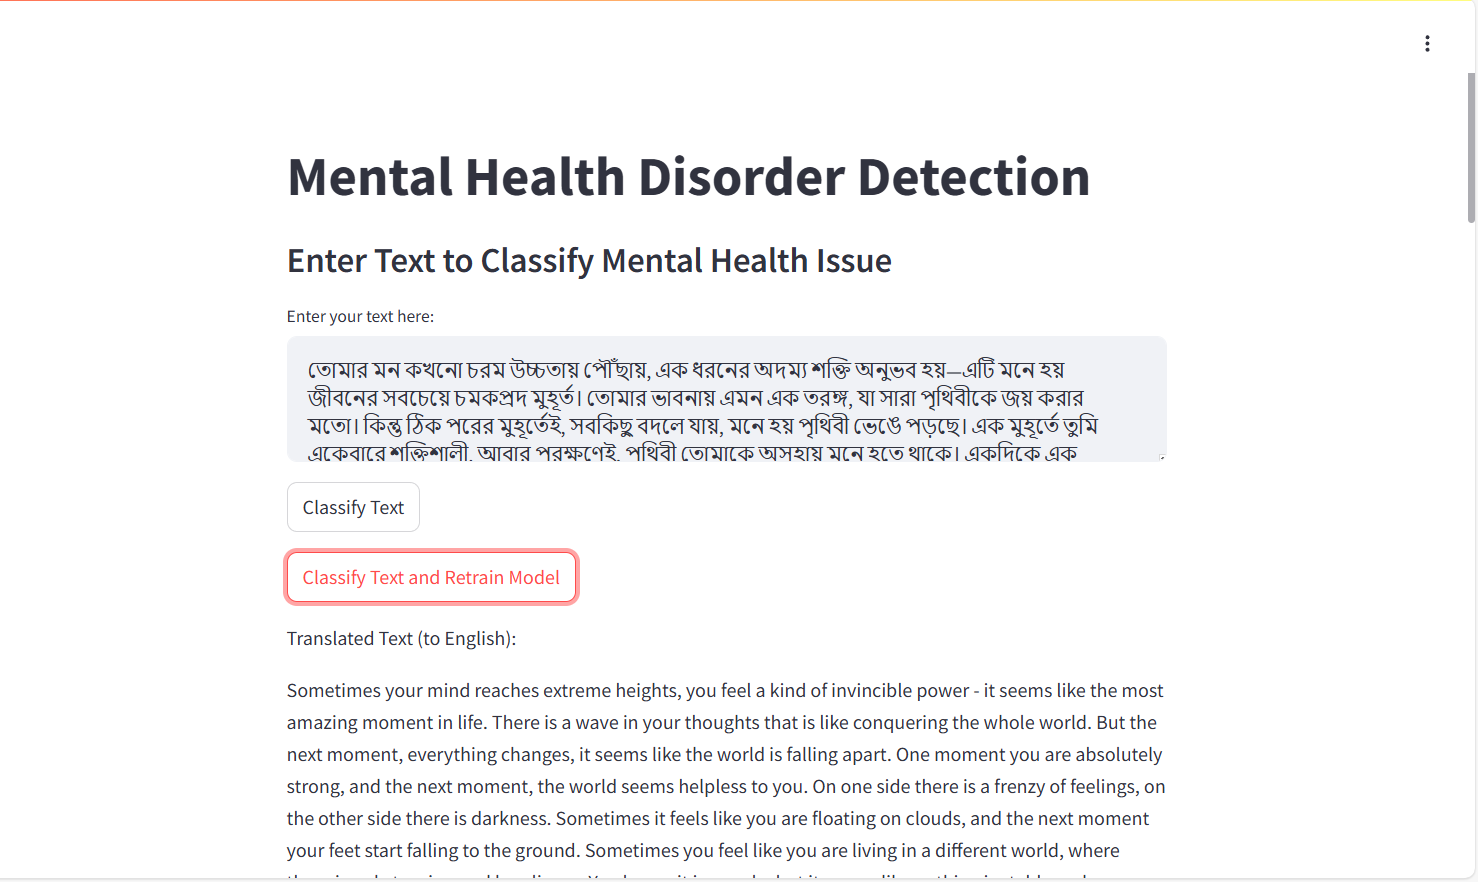 Mental Health Disorder Detection
Enter Text to Classify Mental Health Issue
Enter your text here:
তোমার মন কখনো চরম উচ্চতায় পৌঁছায়, এক ধরনের অদম্য শক্তি অনুভব হয়—এটি মনে হয়
জীবনের সবচেয়ে চমকপ্রদ মুহূর্ত। তোমার ভাবনায় এমন এক তরঙ্গ, যা সারা পৃথিবীকে জয় করার
মতো। কিন্তু ঠিক পরের মুহূর্তেই, সবকিছু বদলে যায়, মনে হয় পৃথিবী ভেঙে পড়ছে। এক মুহূর্তে তুমি
একেবারে শক্তিশালী, আবার পরক্ষণেই, পৃথিবী তোমাকে অসহায় মনে হতে থাকে। একদিকে এক
Classify Text
Classify Text and Retrain Model
Translated Text (to English):
Sometimes your mind reaches extreme heights, you feel a kind of invincible power - it seems like the most
amazing moment in life. There is a wave in your thoughts that is like conquering the whole world. But the
next moment, everything changes, it seems like the world is falling apart. One moment you are absolutely
strong, and the next moment, the world seems helpless to you. On one side there is a frenzy of feelings, on
the other side there is darkness. Sometimes it feels like you are floating on clouds, and the next moment
your feet start falling to the ground. Sometimes you feel like you are living in a different world, where